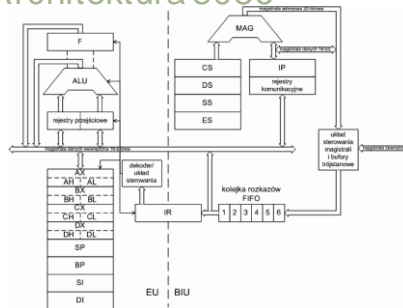 Architektura 8086
magistrala adresowa 20-bitowa
MAG
F
magistrala danych 16-bit
ALU
CS
DS
SS
ES
IP
rejestry
komunikacyjne
rejestry przejściowe
układ
sterowania
magistrali
i bufory
trójstanowe
magistrala danych wewnętrzna 16-bitowa
magistrala zewnętrzna
AX
AH AL
BX
BH BL
CX
CH CL
DX
DH DL
SP
BP
SI
DI
dekoder/
układ
sterowania
IR
kolejka rozkazów
FIFO
1 2 3 4 5 6
EU BIU